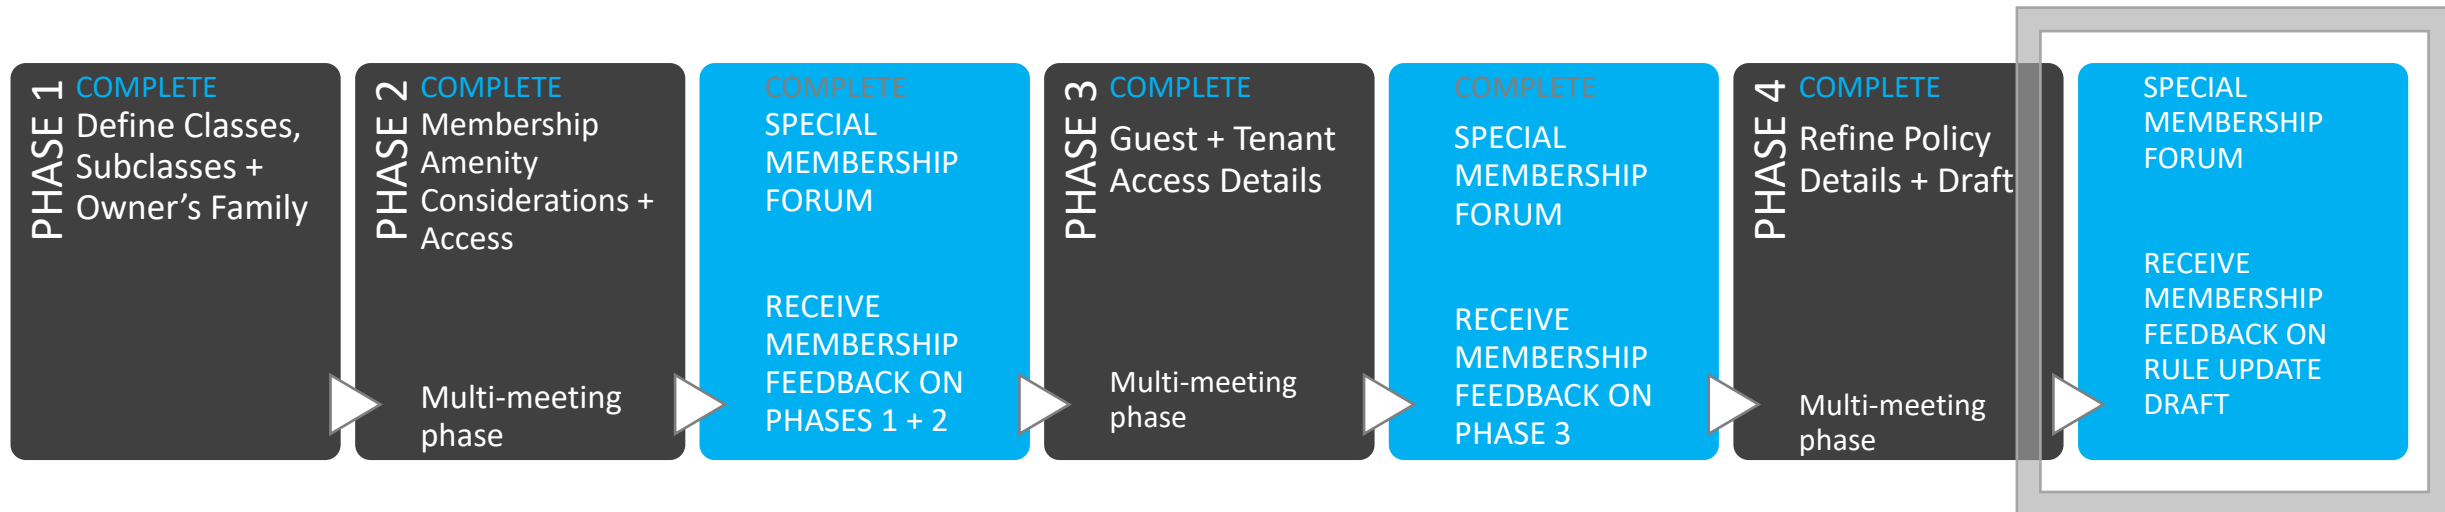 PHASE 1
COMPLETE
Define Classes,
Subclasses +
Owner's Family
PHASE 2
COMPLETE
Membership
Amenity
Considerations +
Access
Multi-meeting
phase
COMPLETE
SPECIAL
MEMBERSHIP
FORUM
RECEIVE
MEMBERSHIP
FEEDBACK ON
PHASES 1 + 2
PHASE 3
COMPLETE
Guest + Tenant
Access Details
Multi-meeting
phase
COMPLETE
SPECIAL
MEMBERSHIP
FORUM
RECEIVE
MEMBERSHIP
FEEDBACK ON
PHASE 3
PHASE 4
COMPLETE
Refine Policy
Details + Draft
Multi-meeting
phase
SPECIAL
MEMBERSHIP
FORUM
RECEIVE
MEMBERSHIP
FEEDBACK ON
RULE UPDATE
DRAFT